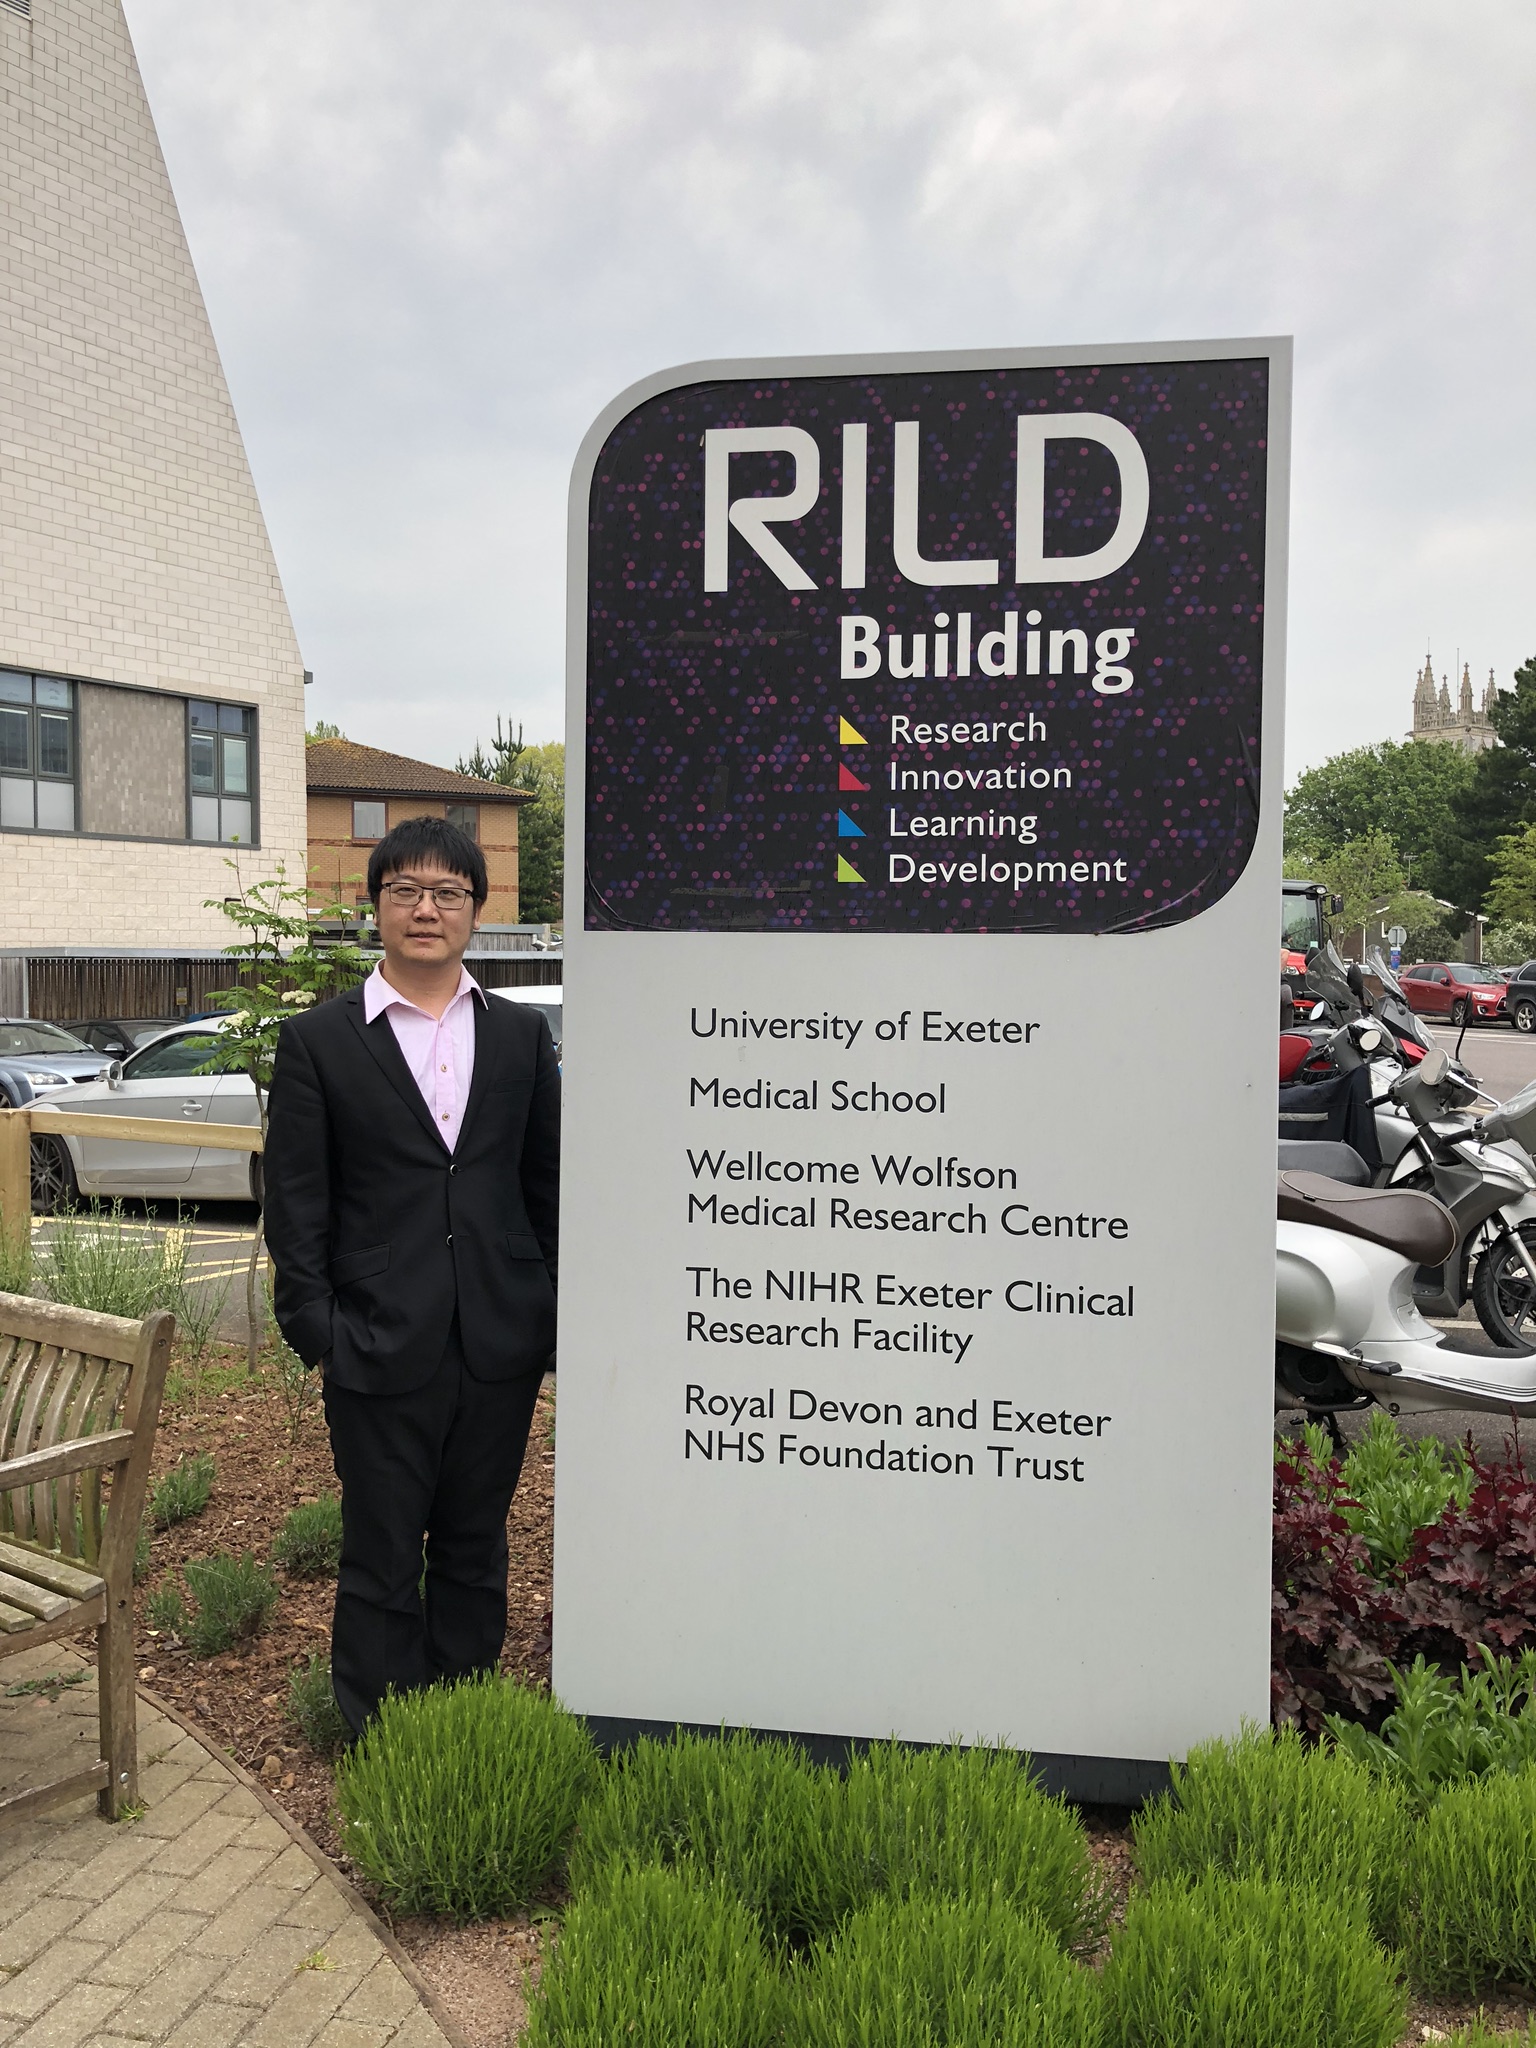 RILD
Building
Research
Innovation
Learning
Development
University of Exeter
Medical School
Wellcome Wolfson
Medical Research Centre
The NIHR Exeter Clinical
Research Facility
Royal Devon and Exeter
NHS Foundation Trust